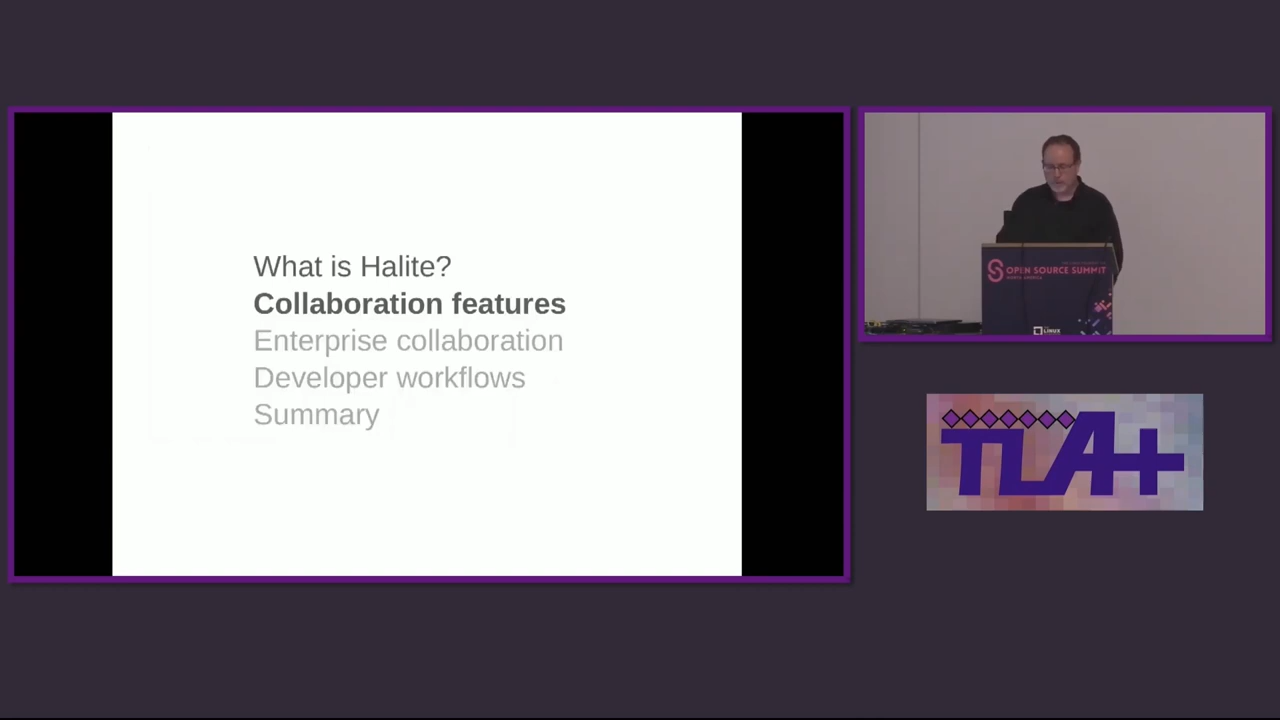 What is Halite?
Collaboration features
Enterprise collaboration
Developer workflows
Summary
OPEN SOURCE SUMMIT
LINUX
TLA+